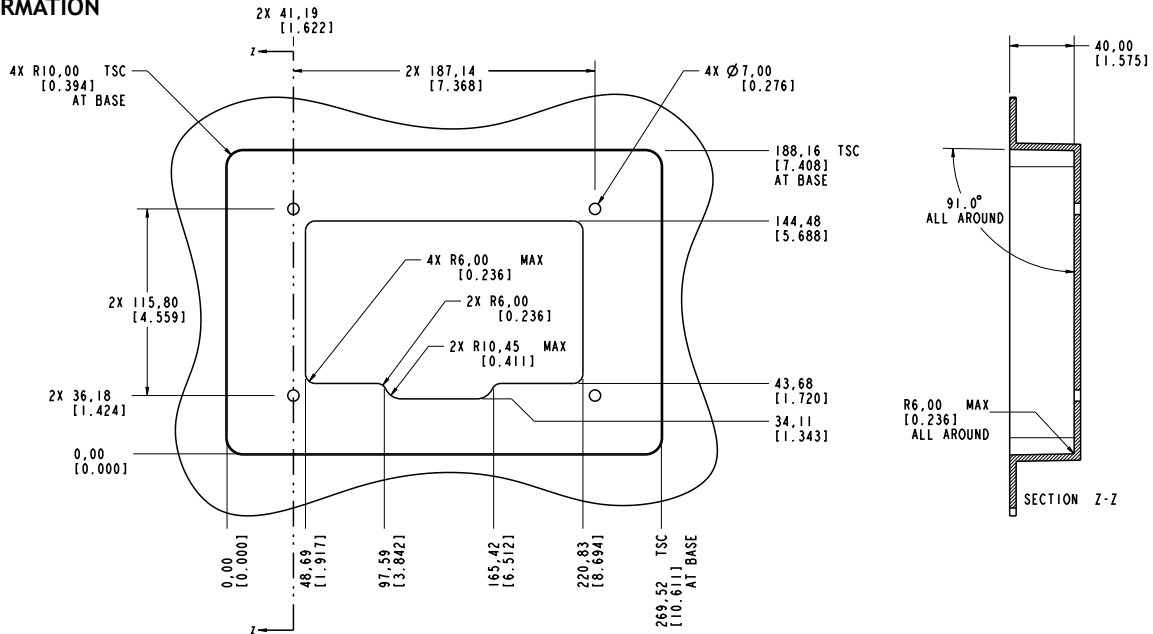 RMATION
2X 41,19
[1.622]
Z
4X R10,00 TSC
[0.394]
AT BASE
2X 187,14
[7.368]
4X Ø7,00
[0.276]
188,16 TSC
[7.408]
AT BASE
144,48
[5.688]
4X R6,00 MAX
[0.236]
2X R6,00
[0.236]
2X R10,45 MAX
[0.411]
2X 115,80
[4.559]
2X 36,18
[1.424]
0,00
[0.000]
43,68
[1.720]
34,11
[1.343]
0,00
[0.000]
48,69
[1.917]
97,59
[3.842]
165,42
[6.512]
220,83
[8.694]
269,52 TSC
[10.611]
AT BASE
Z
40,00
[1.575]
91.0°
ALL AROUND
R6,00 MAX
[0.236]
ALL AROUND
SECTION Z-Z